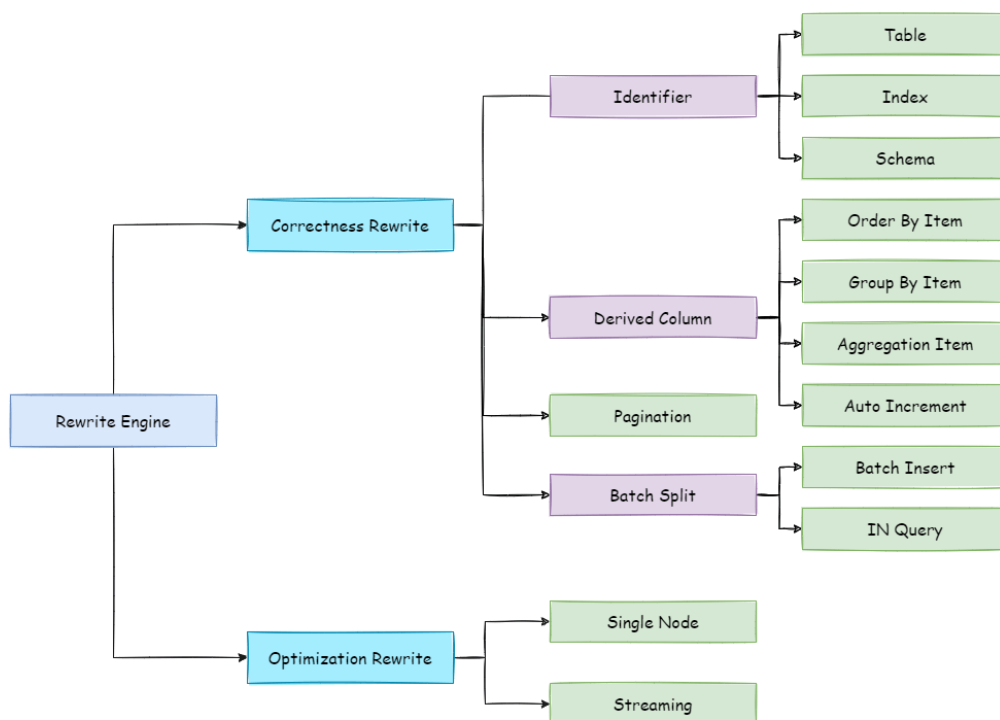 Table
Identifier
Index
Schema
Correctness Rewrite
Order By Item
Group By Item
Derived Column
Aggregation Item
Auto Increment
Rewrite Engine
Pagination
Batch Insert
Batch Split
IN Query
Single Node
Optimization Rewrite
Streaming